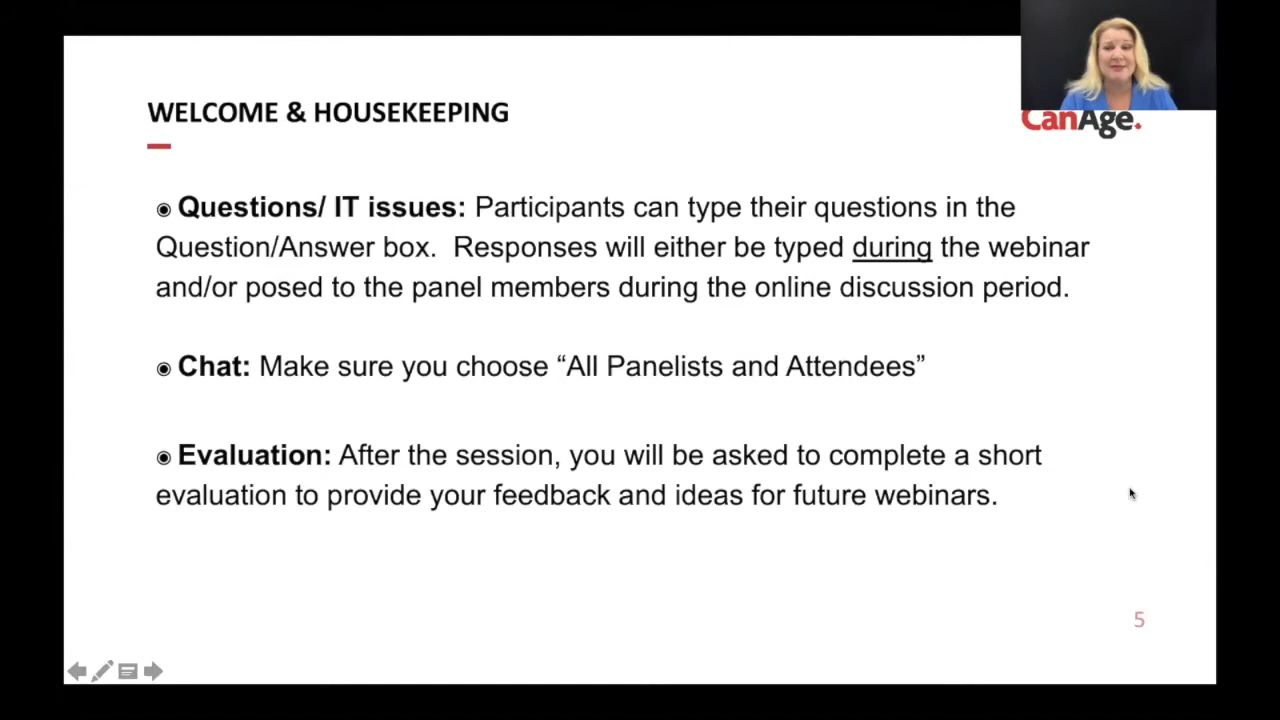 WELCOME & HOUSEKEEPING
CanAge.
◉ Questions/ IT issues: Participants can type their questions in the
Question/Answer box.  Responses will either be typed during the webinar
and/or posed to the panel members during the online discussion period.
◉ Chat: Make sure you choose “All Panelists and Attendees”
◉ Evaluation: After the session, you will be asked to complete a short
evaluation to provide your feedback and ideas for future webinars.
5